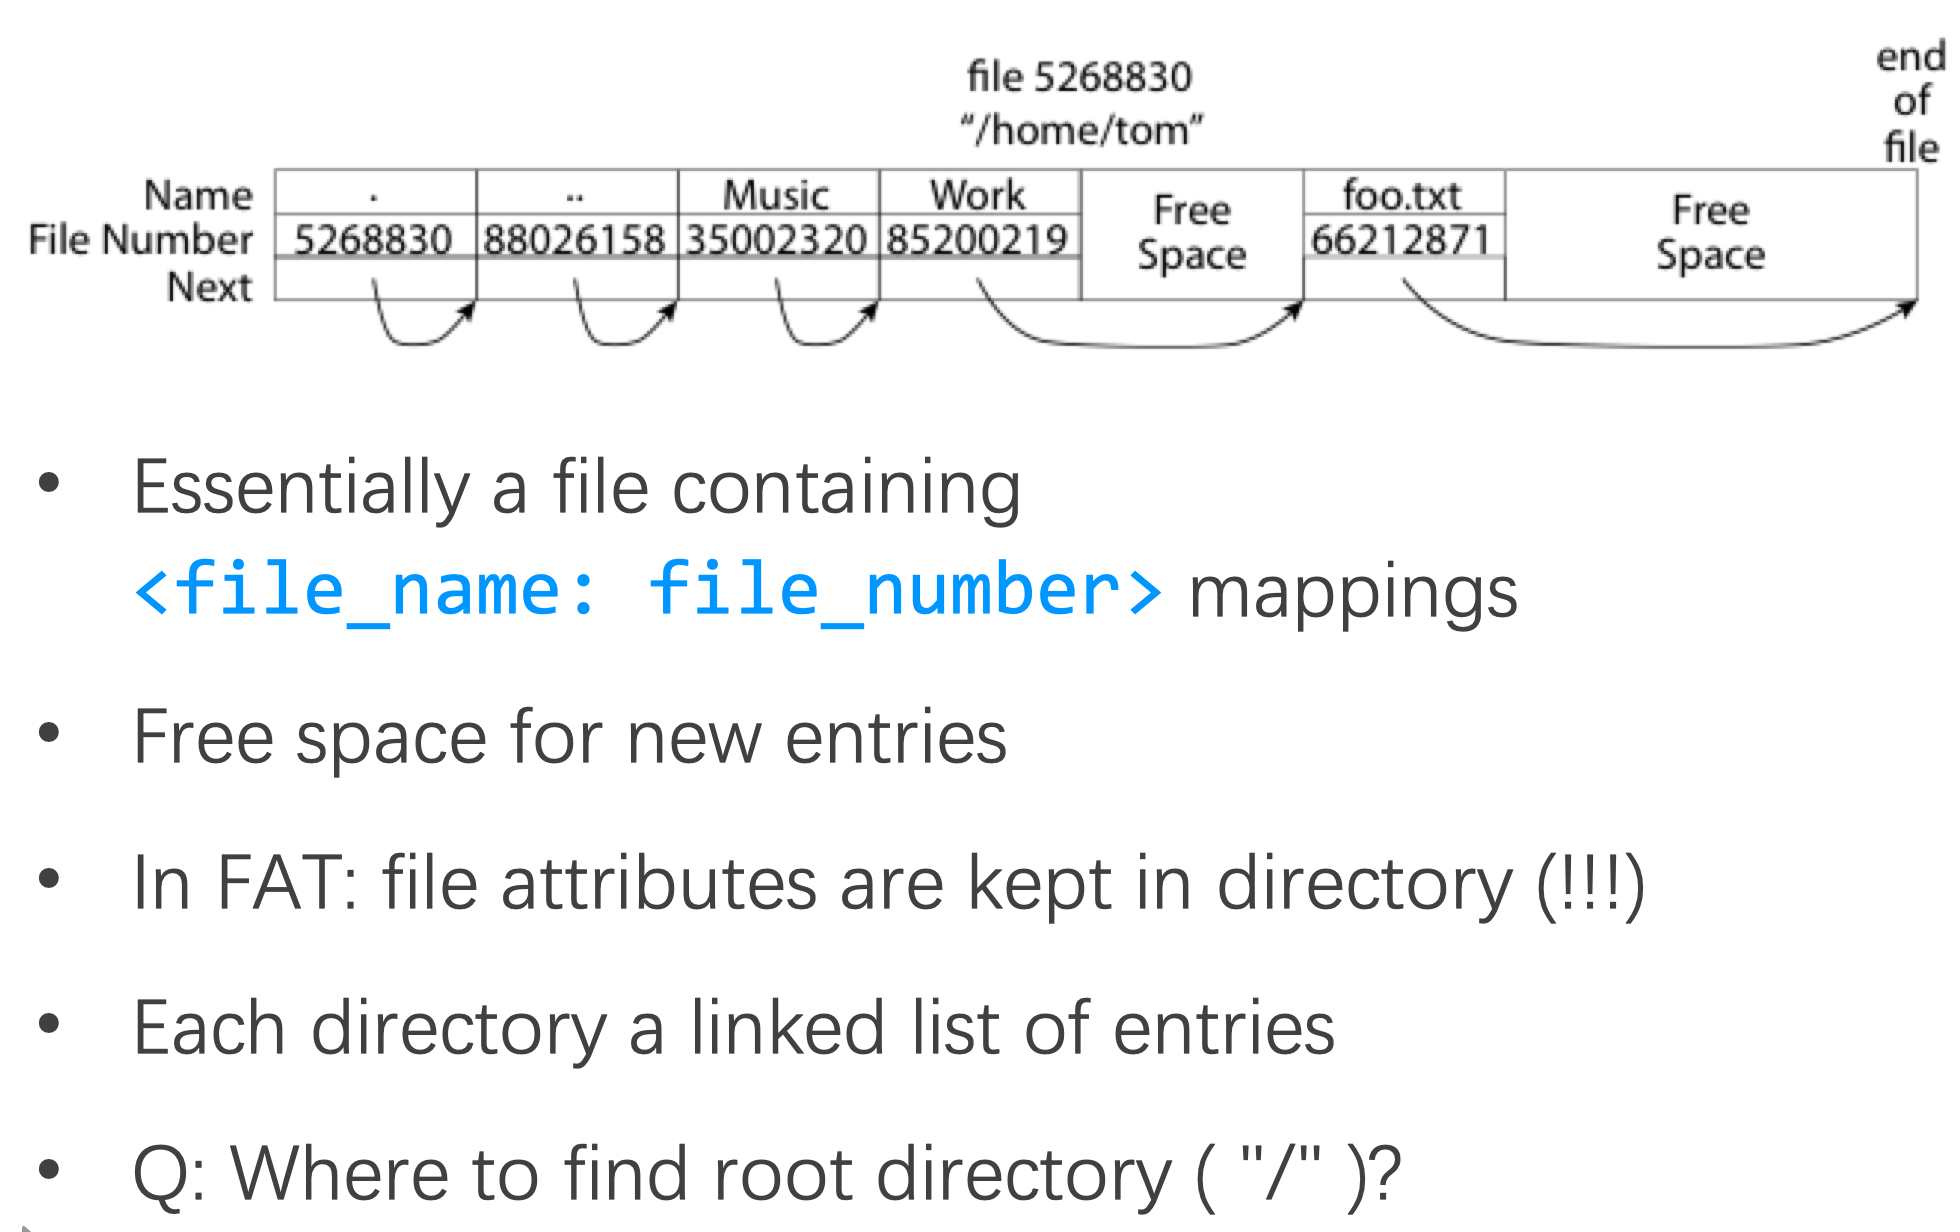 file 5268830
"/home/tom"
end
of
file
Name . .. Music Work Free Space foo.txt Free Space
File Number 5268830 88026158 35002320 85200219 66212871
Next
• Essentially a file containing
<file_name: file_number> mappings
• Free space for new entries
• In FAT: file attributes are kept in directory (!!!)
• Each directory a linked list of entries
• Q: Where to find root directory ( "/" )?